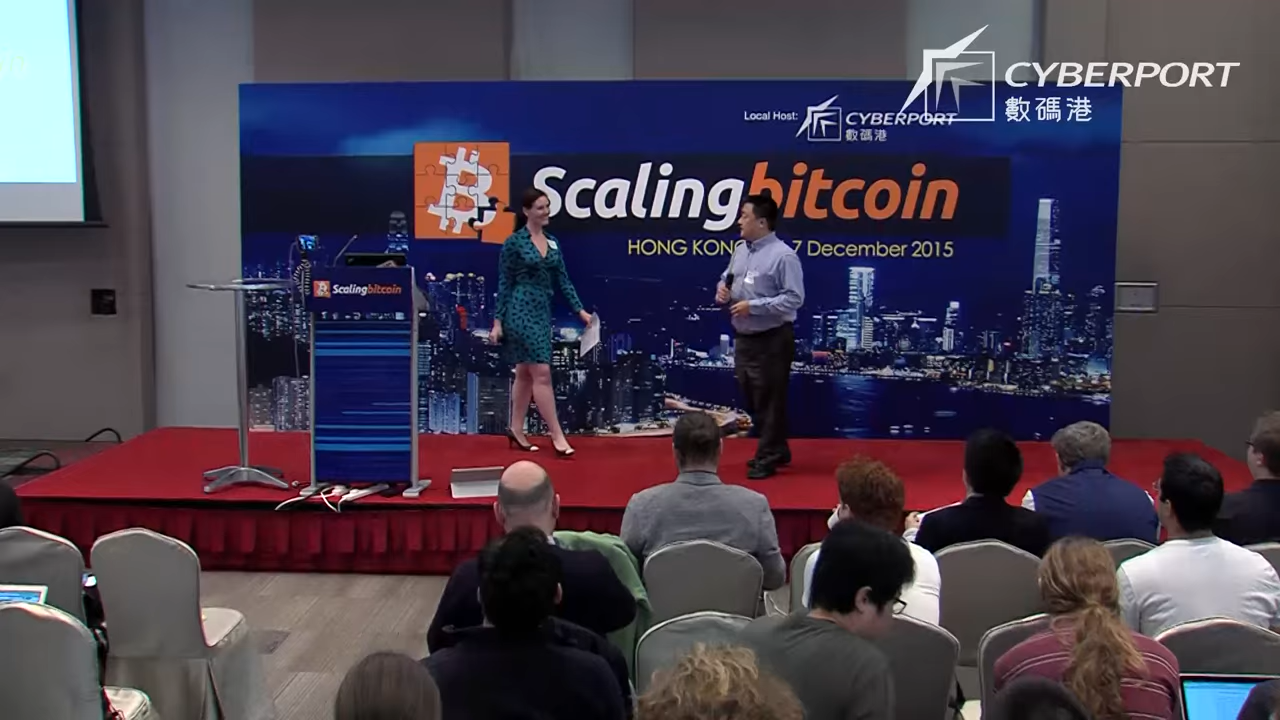 CYBERPORT
數碼港
Local Host:
CYBERPORT
數碼港
Scalingbitcoin
HONG KONG 7 December 2015
Scalingbitcoin